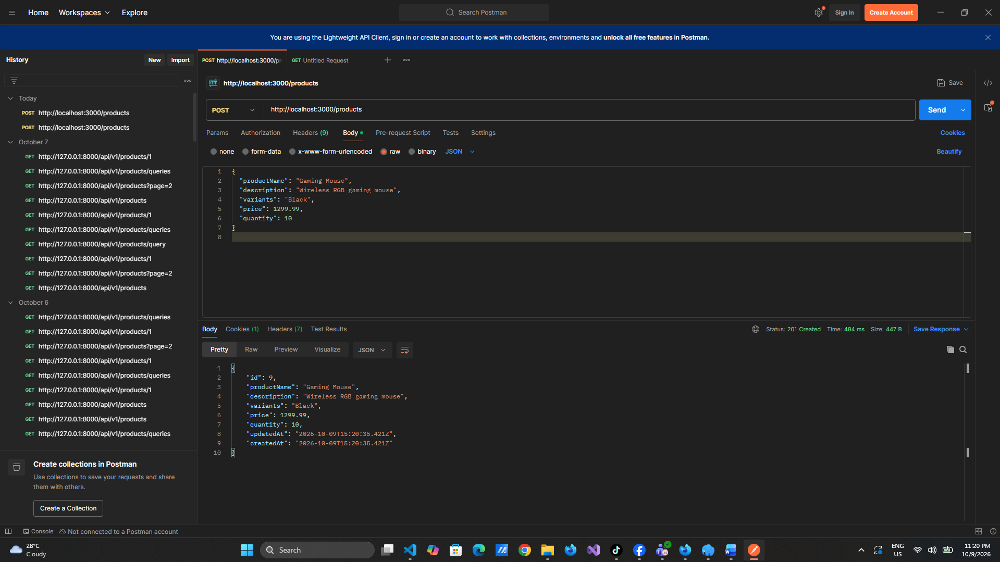 Home
Workspaces
Explore
Search Postman
Sign In
Create Account
You are using the Lightweight API Client, sign in or create an account to work with collections, environments and unlock all free features in Postman.
History
New
Import
POST http://localhost:3000/pr
GET Untitled Request
HTTP
http://localhost:3000/products
Save
Today
POST http://localhost:3000/products
POST http://localhost:3000/products
October 7
GET http://127.0.0.1:8000/api/v1/products/1
GET http://127.0.0.1:8000/api/v1/products/queries
GET http://127.0.0.1:8000/api/v1/products?page=2
GET http://127.0.0.1:8000/api/v1/products
GET http://127.0.0.1:8000/api/v1/products/1
GET http://127.0.0.1:8000/api/v1/products/queries
GET http://127.0.0.1:8000/api/v1/products/query
GET http://127.0.0.1:8000/api/v1/products/1
GET http://127.0.0.1:8000/api/v1/products?page=2
GET http://127.0.0.1:8000/api/v1/products
October 6
GET http://127.0.0.1:8000/api/v1/products/queries
GET http://127.0.0.1:8000/api/v1/products/1
GET http://127.0.0.1:8000/api/v1/products?page=2
GET http://127.0.0.1:8000/api/v1/products/1
GET http://127.0.0.1:8000/api/v1/products/queries
GET http://127.0.0.1:8000/api/v1/products/1
GET http://127.0.0.1:8000/api/v1/products
GET http://127.0.0.1:8000/api/v1/products
GET http://127.0.0.1:8000/api/v1/products/queries
Create collections in Postman
Use collections to save your requests and share
them with others.
Create a Collection
POST
http://localhost:3000/products
Send
Params
Authorization
Headers (9)
Body
Pre-request Script
Tests
Settings
Cookies
none
form-data
x-www-form-urlencoded
raw
binary
JSON
Beautify
1 {
2 "productName": "Gaming Mouse",
3 "description": "Wireless RGB gaming mouse",
4 "variants": "Black",
5 "price": 1299.99,
6 "quantity": 10
7 }
8
Body
Cookies (1)
Headers (7)
Test Results
Status: 201 Created
Time: 484 ms
Size: 447 B
Save Response
Pretty
Raw
Preview
Visualize
JSON
1 {
2 "id": 9,
3 "productName": "Gaming Mouse",
4 "description": "Wireless RGB gaming mouse",
5 "variants": "Black",
6 "price": 1299.99,
7 "quantity": 10,
8 "updatedAt": "2026-10-09T15:20:35.421Z",
9 "createdAt": "2026-10-09T15:20:35.421Z"
10 }
Console
Not connected to a Postman account
28°C
Cloudy
Search
ENG
US
11:20 PM
10/9/2026